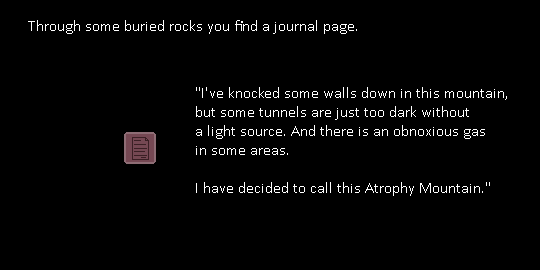 Through some buried rocks you find a journal page.
"I've knocked some walls down in this mountain,
but some tunnels are just too dark without
a light source. And there is an obnoxious gas
in some areas.
I have decided to call this Atrophy Mountain."